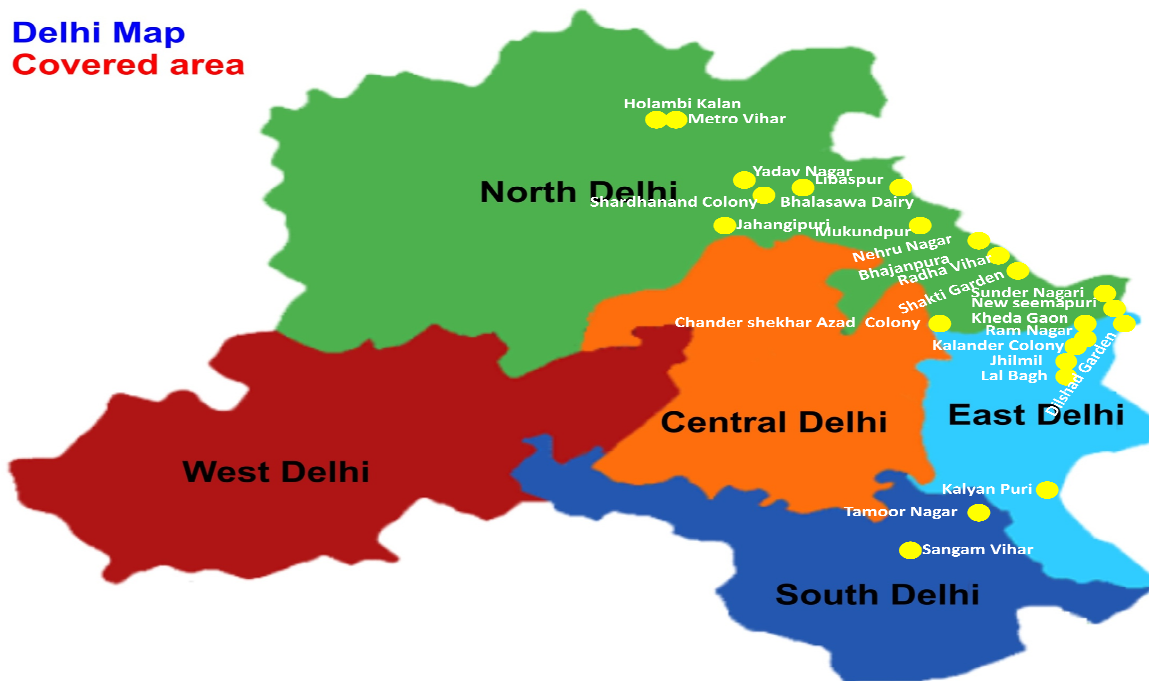 Delhi Map
Covered area
Holambi Kalan
Metro Vihar
Yadav Nagar
Libaspur
North Delhi
Shardhanand Colony
Bhalasawa Dairy
Jahangipuri
Mukundpur
Nehru Nagar
Bhajanpura
Radha Vihar
Shakti Garden
Sunder Nagari
New seemapuri
Kheda Gaon
Chander shekhar Azad Colony
Ram Nagar
Kalander Colony
Jhilmil
Lal Bagh
Dilshad Garden
East Delhi
Central Delhi
West Delhi
Kalyan Puri
Tamoor Nagar
Sangam Vihar
South Delhi